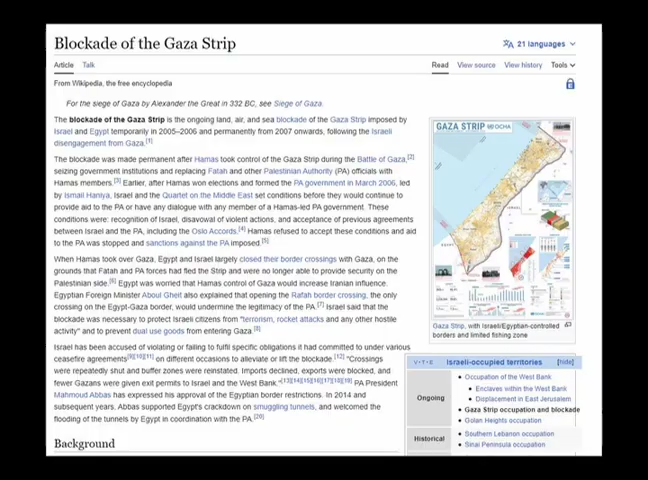 Blockade of the Gaza Strip
21 languages
Article Talk
Read View source View history Tools
From Wikipedia, the free encyclopedia
For the siege of Gaza by Alexander the Great in 332 BC, see Siege of Gaza.
The blockade of the Gaza Strip is the ongoing land, air, and sea blockade of the Gaza Strip imposed by
Israel and Egypt temporarily in 2005–2006 and permanently from 2007 onwards, following the Israeli
disengagement from Gaza.[1]
The blockade was made permanent after Hamas took control of the Gaza Strip during the Battle of Gaza,[2]
seizing government institutions and replacing Fatah and other Palestinian Authority (PA) officials with
Hamas members.[3] Earlier, after Hamas won elections and formed the PA government in March 2006, led
by Ismail Haniya, Israel and the Quartet on the Middle East set conditions before they would continue to
provide aid to the PA or have any dialogue with any member of a Hamas-led PA government. These
conditions were: recognition of Israel, disavowal of violent actions, and acceptance of previous agreements
between Israel and the PA, including the Oslo Accords.[4] Hamas refused to accept these conditions and aid
to the PA was stopped and sanctions against the PA imposed.[5]
When Hamas took over Gaza, Egypt and Israel largely closed their border crossings with Gaza, on the
grounds that Fatah and PA forces had fled the Strip and were no longer able to provide security on the
Palestinian side.[6] Egypt was worried that Hamas control of Gaza would increase Iranian influence.
Egyptian Foreign Minister Aboul Gheit also explained that opening the Rafah border crossing, the only
crossing on the Egypt-Gaza border, would undermine the legitimacy of the PA.[7] Israel said that the
blockade was necessary to protect Israeli citizens from "terrorism, rocket attacks and any other hostile
activity" and to prevent dual use goods from entering Gaza.[8]
Israel has been accused of violating or failing to fulfil specific obligations it had committed to under various
ceasefire agreements[9][10][11] on different occasions to alleviate or lift the blockade.[12] "Crossings
were repeatedly shut and buffer zones were reinstated. Imports declined, exports were blocked, and
fewer Gazans were given exit permits to Israel and the West Bank."[13][14][15][16][17][18][19] PA President
Mahmoud Abbas has expressed his approval of the Egyptian border restrictions. In 2014 and
subsequent years, Abbas supported Egypt's crackdown on smuggling tunnels, and welcomed the
flooding of the tunnels by Egypt in coordination with the PA.[20]
Background
GAZA STRIP OCHA
Gaza Strip, with Israeli/Egyptian-controlled
borders and limited fishing zone
V·T·E Israeli-occupied territories [hide]
Ongoing
Occupation of the West Bank
Enclaves within the West Bank
Displacement in East Jerusalem
Gaza Strip occupation and blockade
Golan Heights occupation
Historical
Southern Lebanon occupation
Sinai Peninsula occupation